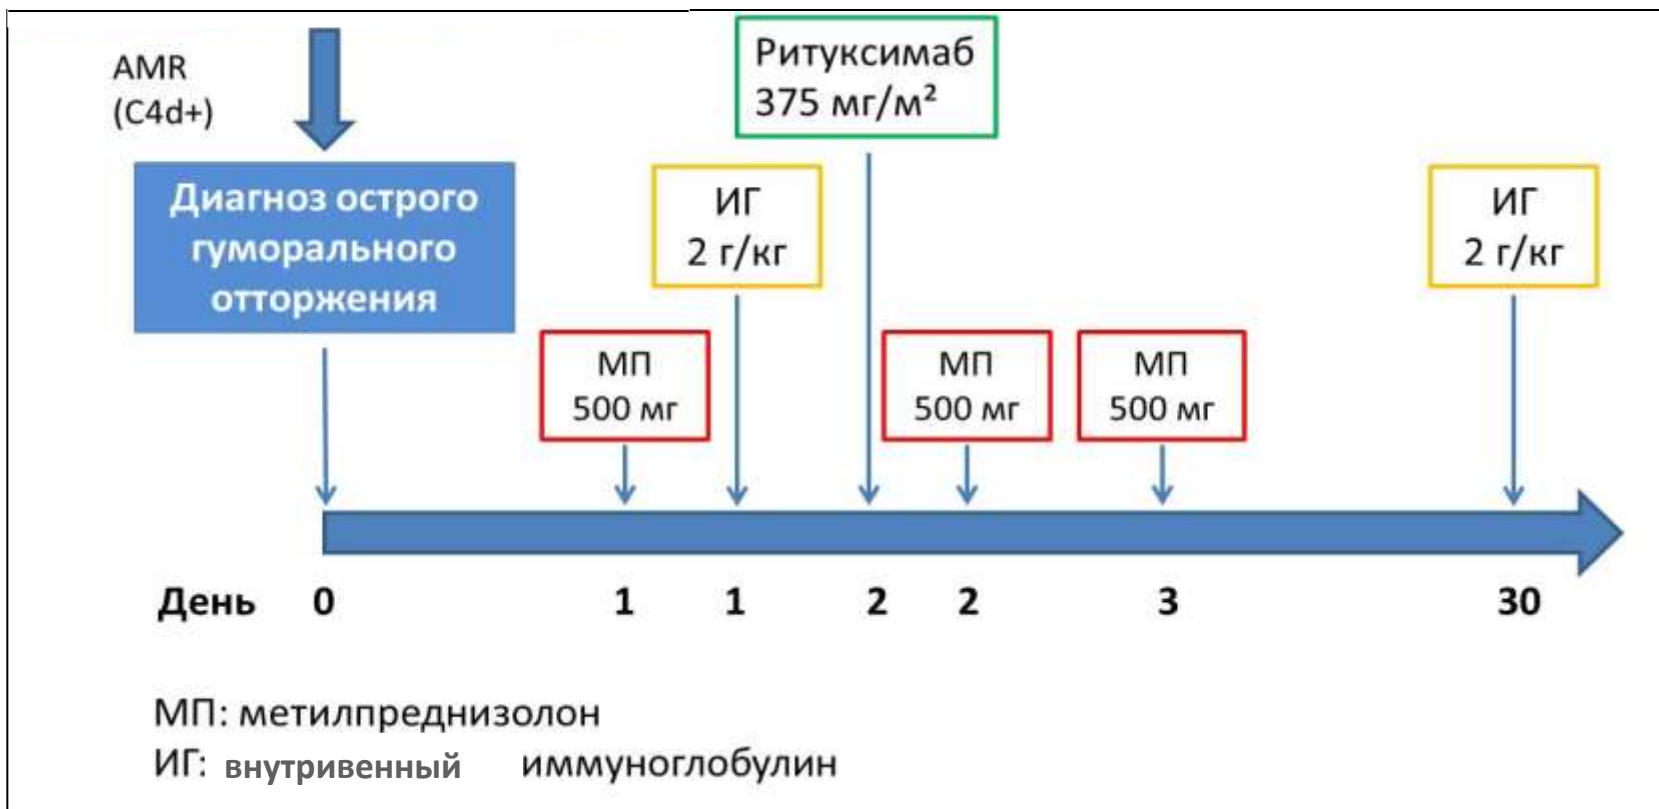 AMR
(C4d+)
Ритуксимаб
375 мг/м²
Диагноз острого
гуморального
отторжения
ИГ
2 г/кг
ИГ
2 г/кг
МП
500 мг
МП
500 мг
МП
500 мг
День 0 1 1 2 2 3 30
МП: метилпреднизолон
ИГ: внутривенный иммуноглобулин